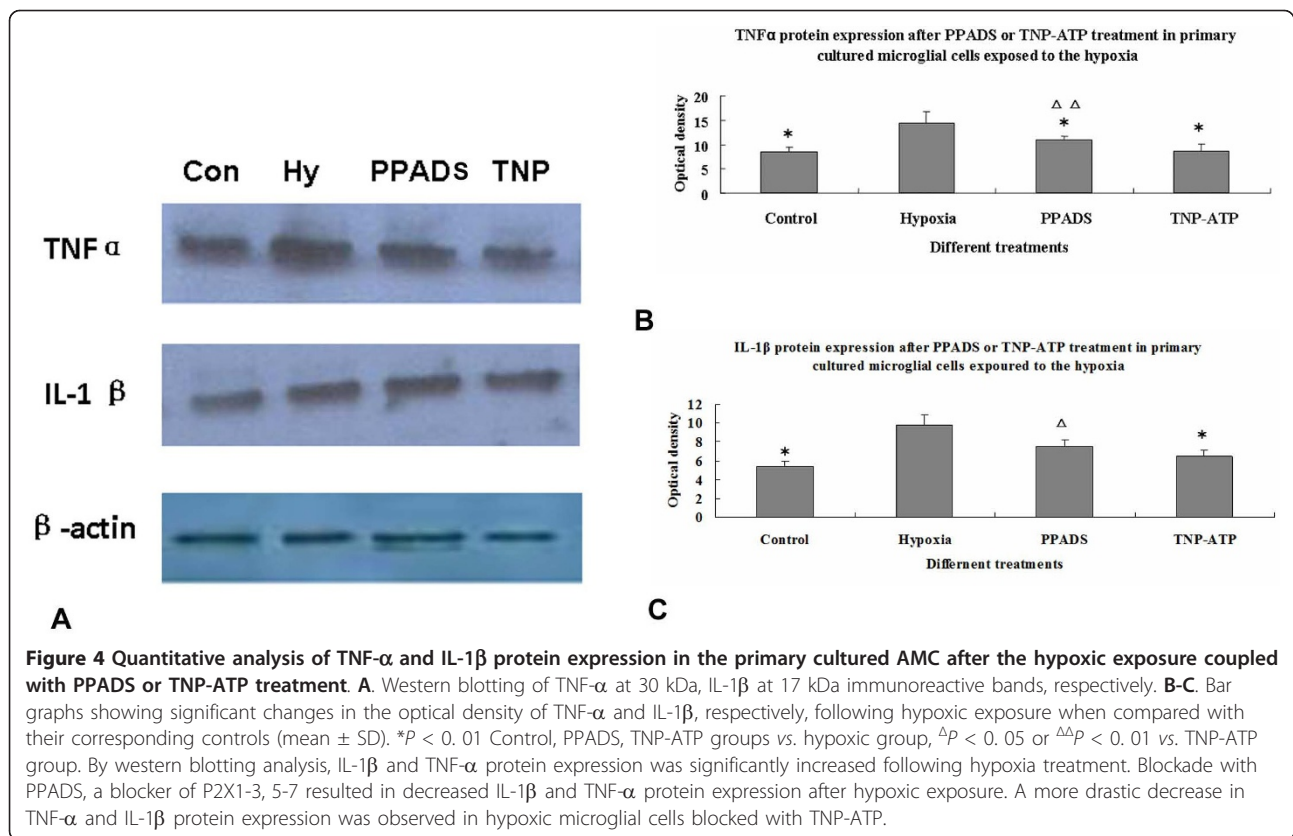 Con Hy PPADs TNP
TNF α
IL-1 β
β -actin
A
TNFα protein expression after PPADS or TNP-ATP treatment in primary
cultured microglial cells exposed to the hypoxia
Optical density
20
15
10
5
0
*
△ △
*
*
Control Hypoxia PPADS TNP-ATP
Different treatments
B
IL-1β protein expression after PPADS or TNP-ATP treatment in primary
cultured microglial cells expoured to the hypoxia
Optical density
12
10
8
6
4
2
0
*
△
*
Control Hypoxia PPADS TNP-ATP
Differnent treatments
C
Figure 4 Quantitative analysis of TNF-α and IL-1β protein expression in the primary cultured AMC after the hypoxic exposure coupled
with PPADS or TNP-ATP treatment. A. Western blotting of TNF-α at 30 kDa, IL-1β at 17 kDa immunoreactive bands, respectively. B-C. Bar
graphs showing significant changes in the optical density of TNF-α and IL-1β, respectively, following hypoxic exposure when compared with
their corresponding controls (mean ± SD). *P < 0. 01 Control, PPADS, TNP-ATP groups vs. hypoxic group, ΔP < 0. 05 or ΔΔP < 0. 01 vs. TNP-ATP
group. By western blotting analysis, IL-1β and TNF-α protein expression was significantly increased following hypoxia treatment. Blockade with
PPADS, a blocker of P2X1-3, 5-7 resulted in decreased IL-1β and TNF-α protein expression after hypoxic exposure. A more drastic decrease in
TNF-α and IL-1β protein expression was observed in hypoxic microglial cells blocked with TNP-ATP.